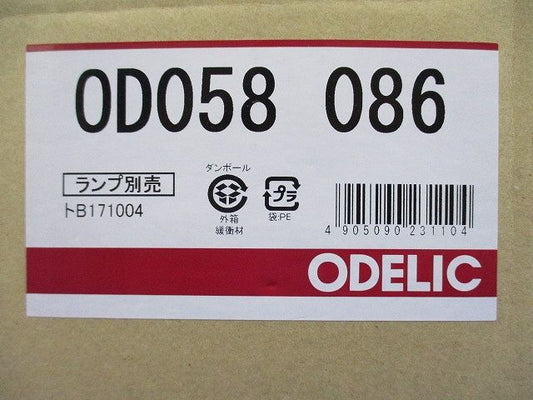 OD058 086
ランプ別売
トB171004
ダンボール
外箱
緩衝材
プラ
袋:PE
4 905090 231104
ODELIC